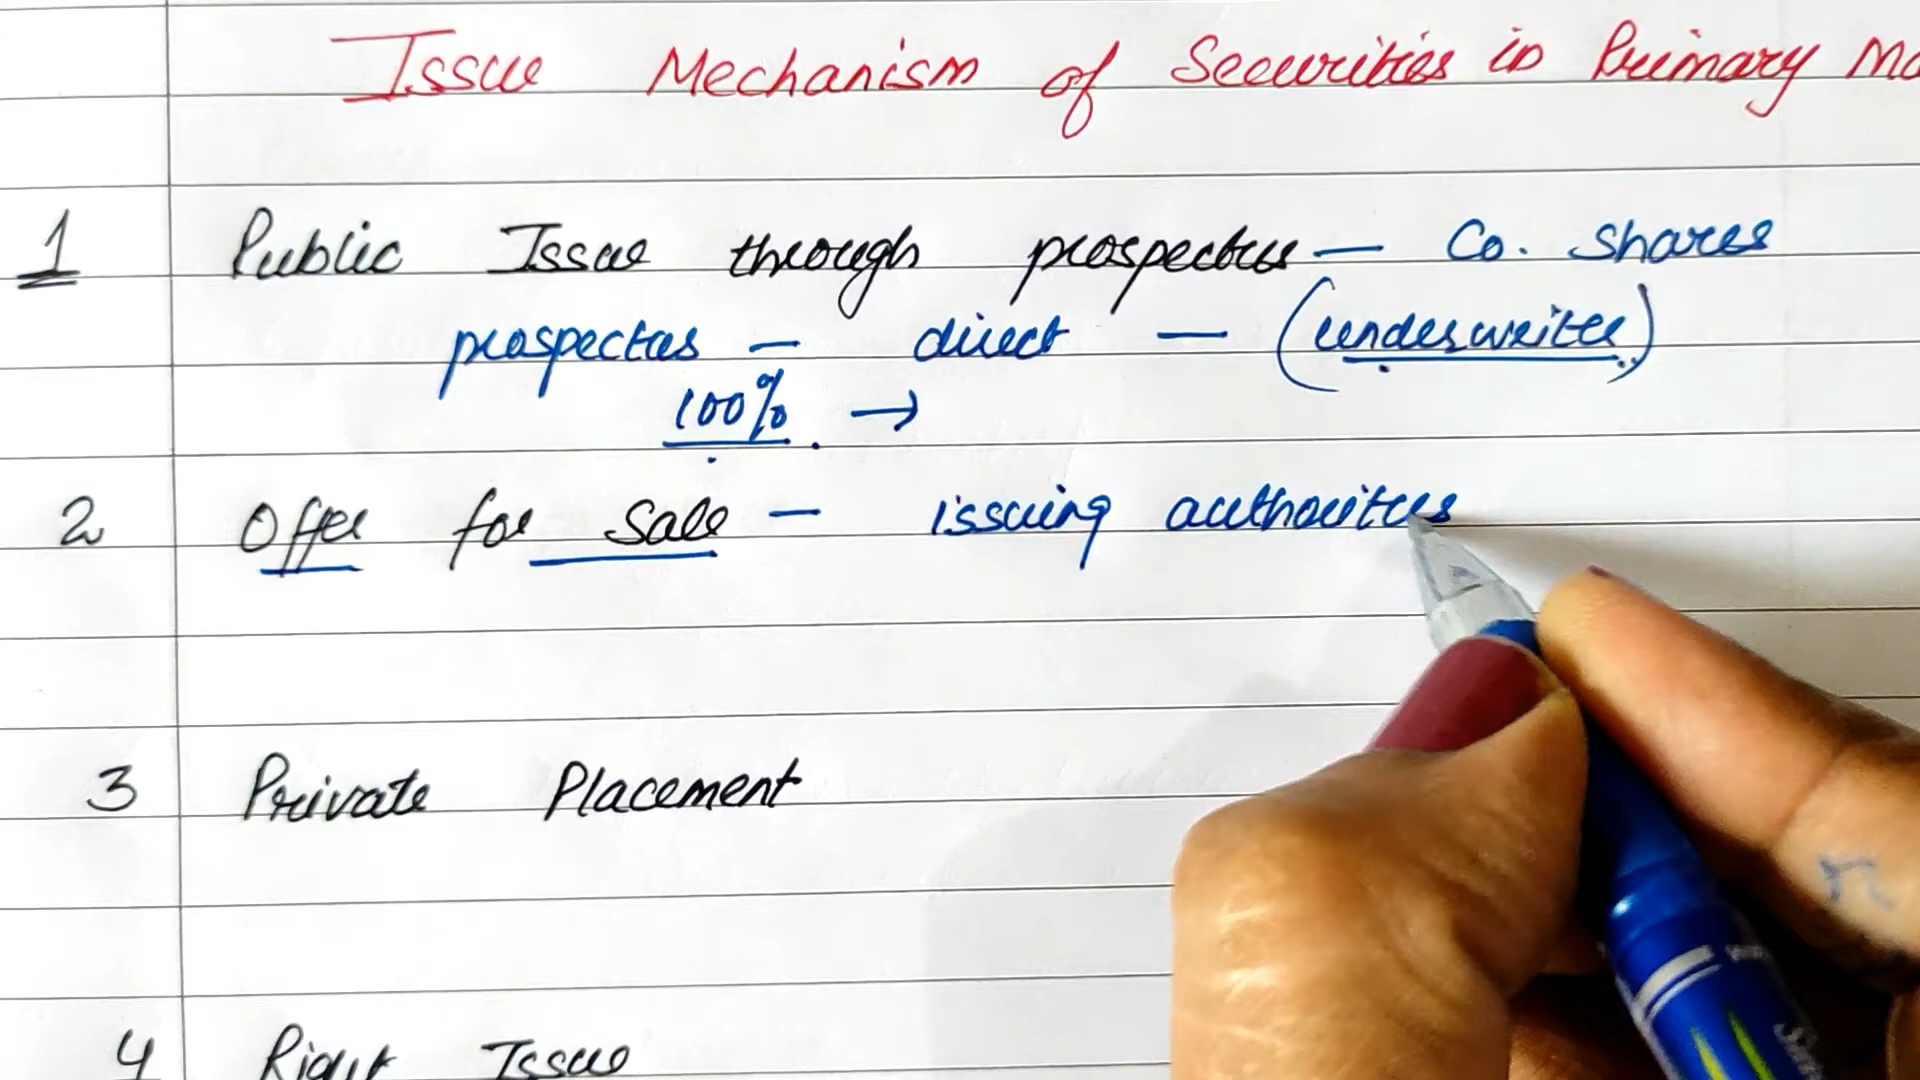 Issue Mechanism of Securities in Primary Ma
1 Public Issue through prospectus — Co. shares
prospectus — direct — (underwriter)
100% →
2 Offer for Sale — issuing authorities
3 Private Placement
4 Right Issue